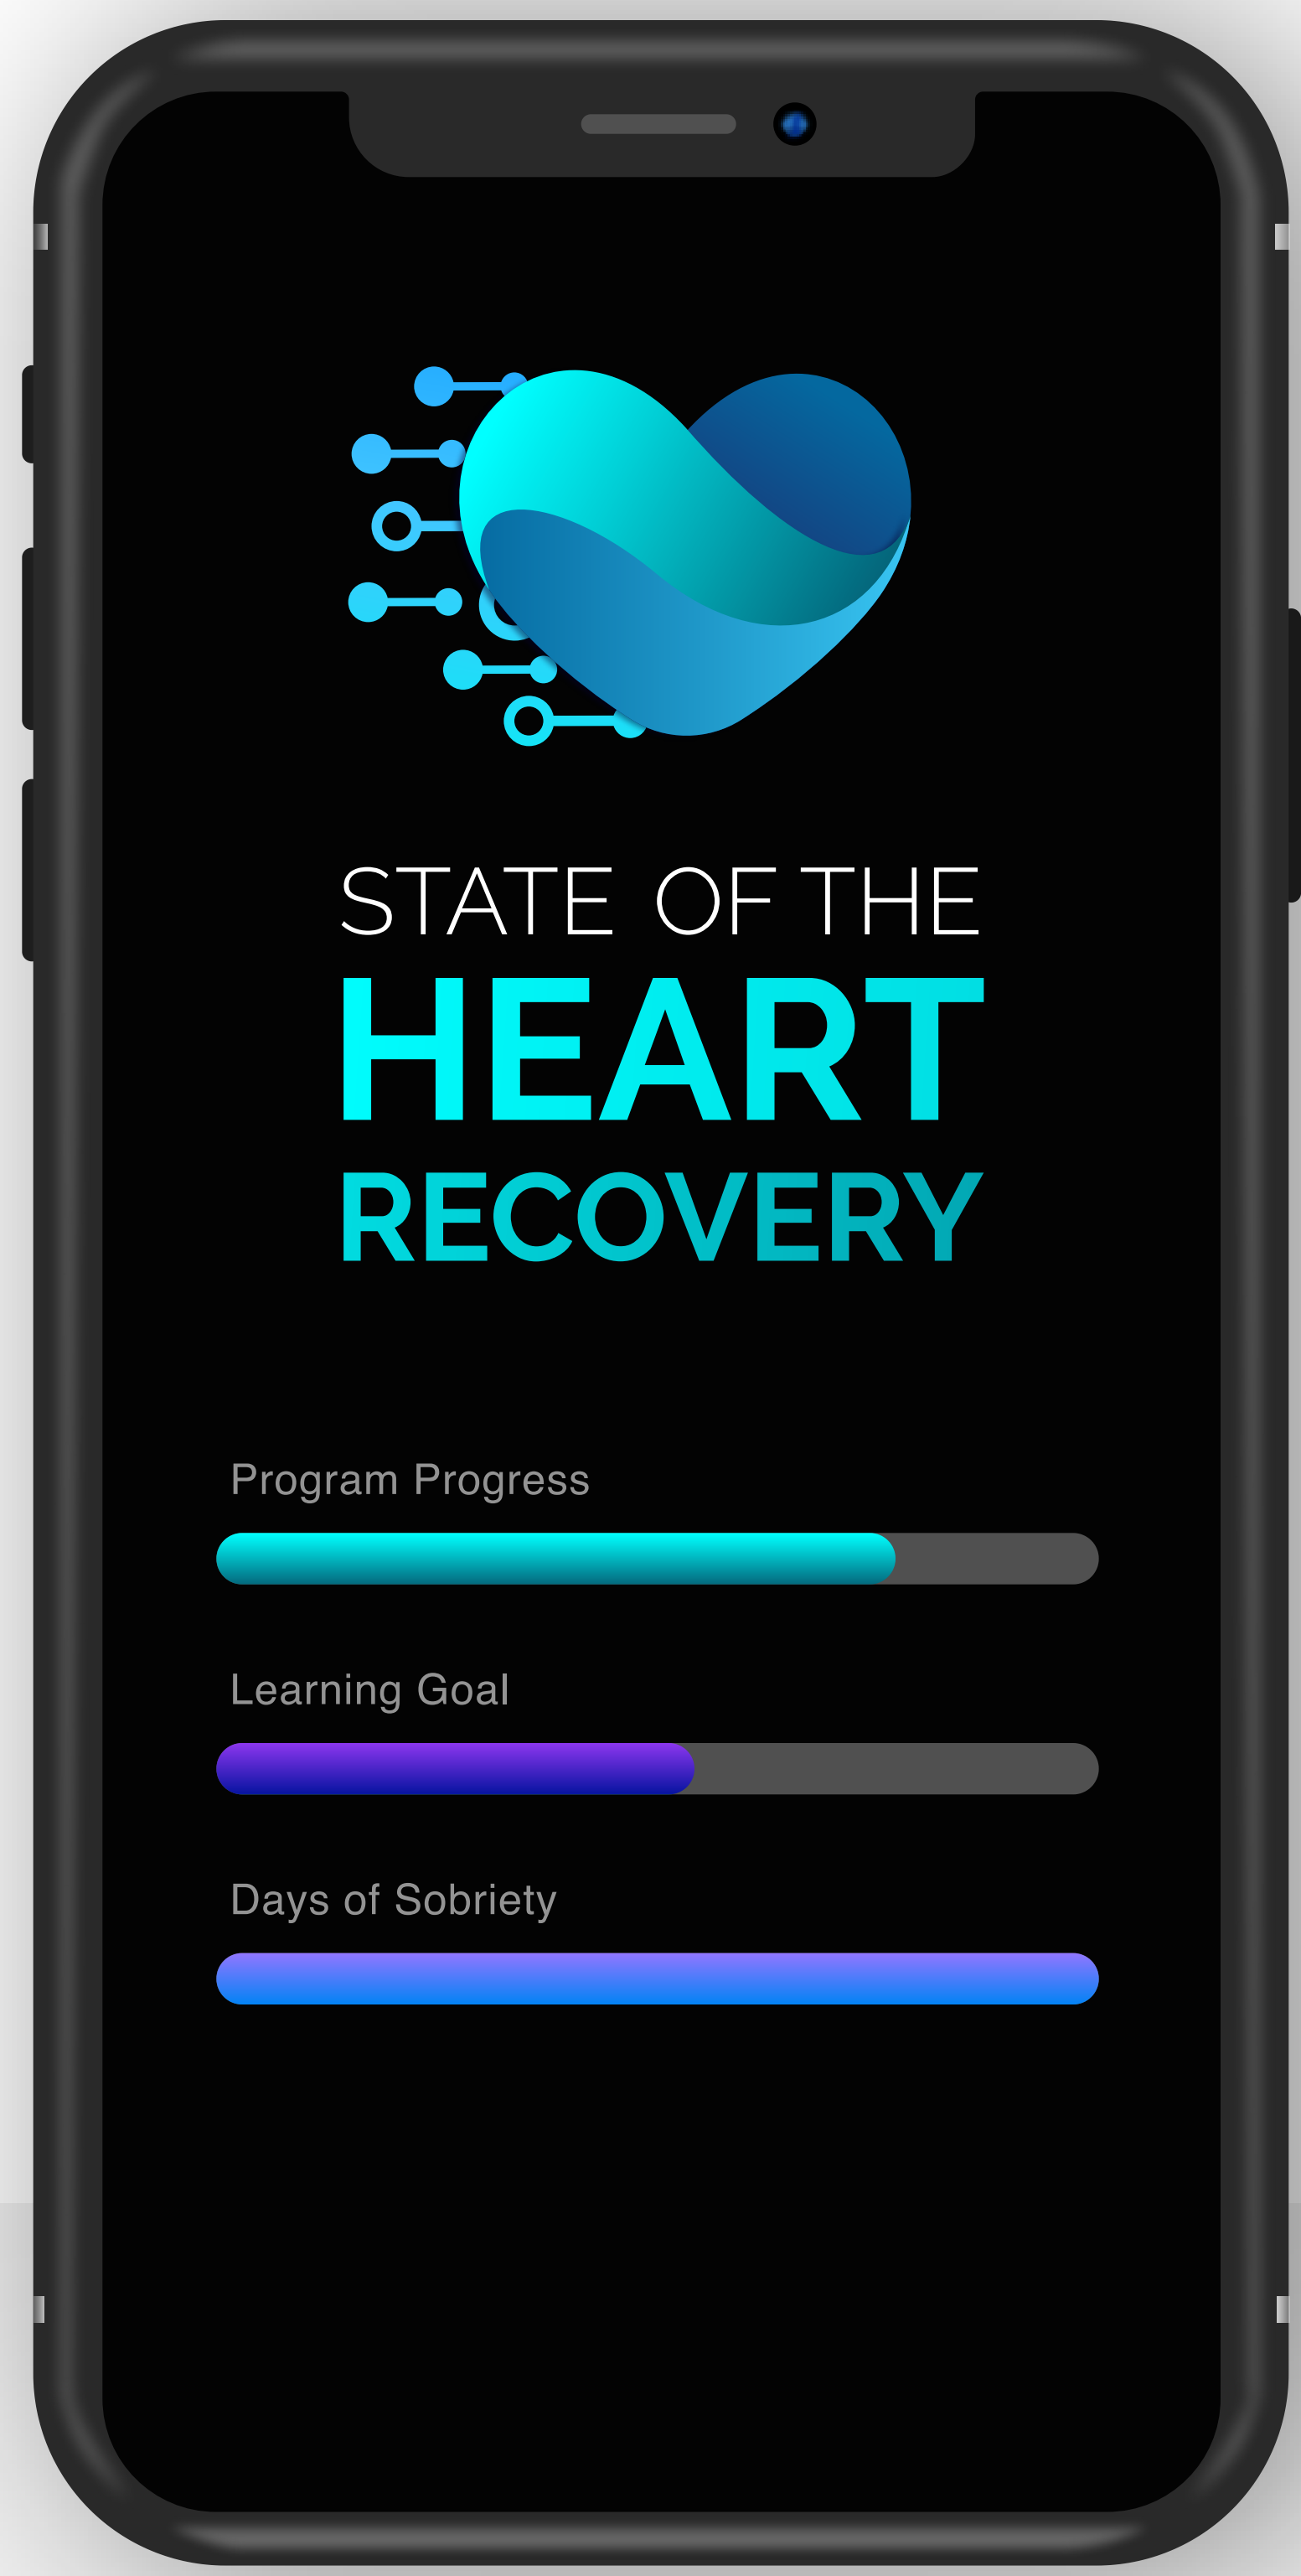 STATE OF THE
HEART
RECOVERY
Program Progress
Learning Goal
Days of Sobriety